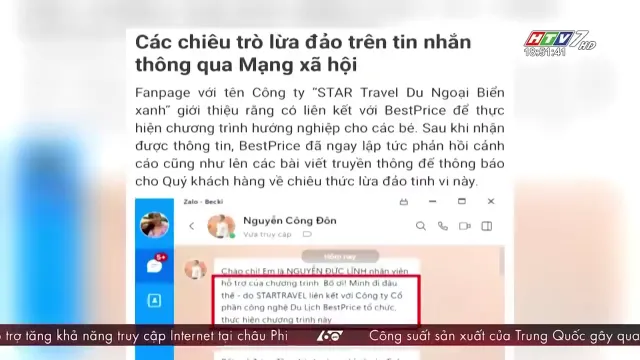 HTV7 HD
18:51:41
Các chiêu trò lừa đảo trên tin nhắn
thông qua Mạng xã hội
Fanpage với tên Công ty “STAR Travel Du Ngoại Biển
xanh” giới thiệu rằng có liên kết với BestPrice để thực
hiện chương trình hướng nghiệp cho các bé. Sau khi nhận
được thông tin, BestPrice đã ngay lập tức phản hồi cảnh
cáo cũng như lên các bài viết truyền thông để thông báo
cho Quý khách hàng về chiêu thức lừa đảo tinh vi này.
Zalo - Becki
Nguyễn Công Đôn
Vừa truy cập
Hôm nay
5+
Chào chị! Em là NGUYỄN ĐỨC LĨNH nhân viên
hỗ trợ của chương trình. Bố ơi! Mình đi đâu
thế - do STARTRAVEL liên kết với Công ty Cổ
phần công nghệ Du Lịch BestPrice tổ chức,
thực hiện chương trình này
ỗ trợ tăng khả năng truy cập Internet tại châu Phi
60
Công suất sản xuất của Trung Quốc gây qua